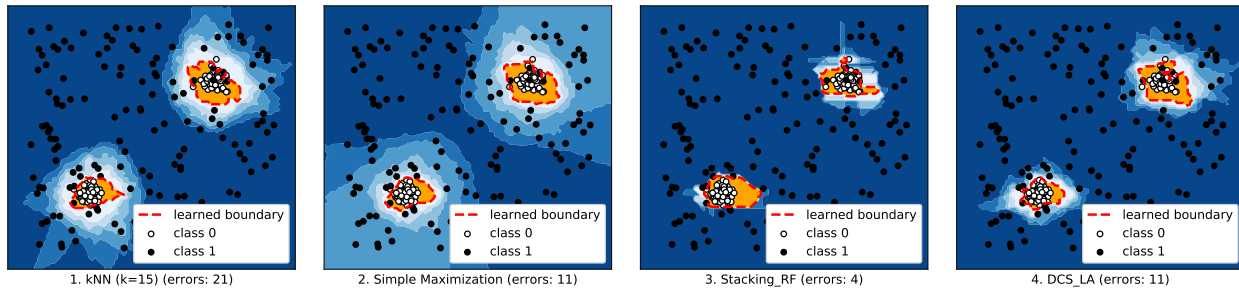 learned boundary
class 0
class 1
1. kNN (k=15) (errors: 21)
learned boundary
class 0
class 1
2. Simple Maximization (errors: 11)
learned boundary
class 0
class 1
3. Stacking_RF (errors: 4)
learned boundary
class 0
class 1
4. DCS_LA (errors: 11)